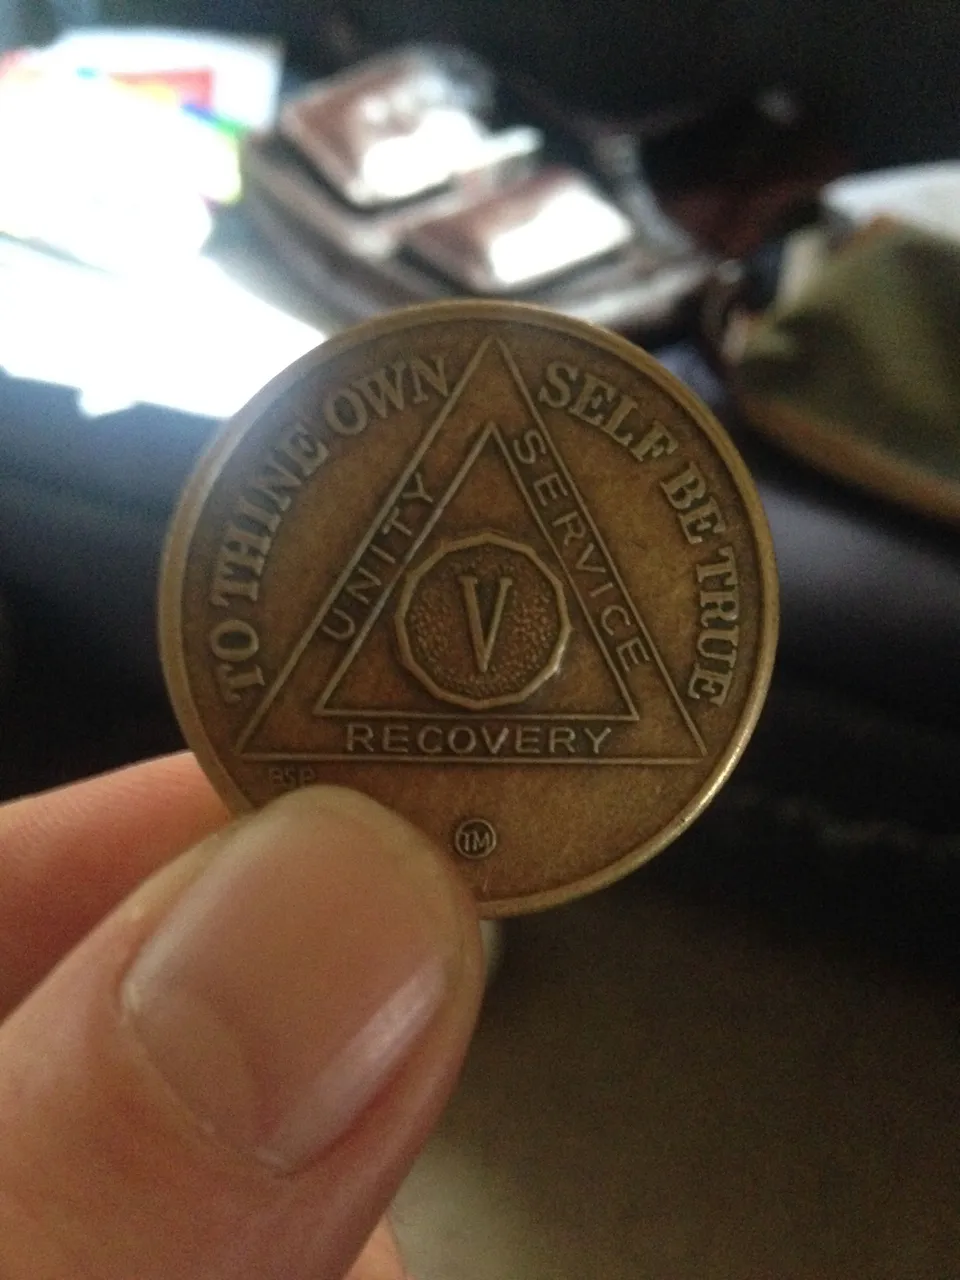 TO THINE OWN SELF BE TRUE
UNITY
SERVICE
V
RECOVERY
BSP
TM